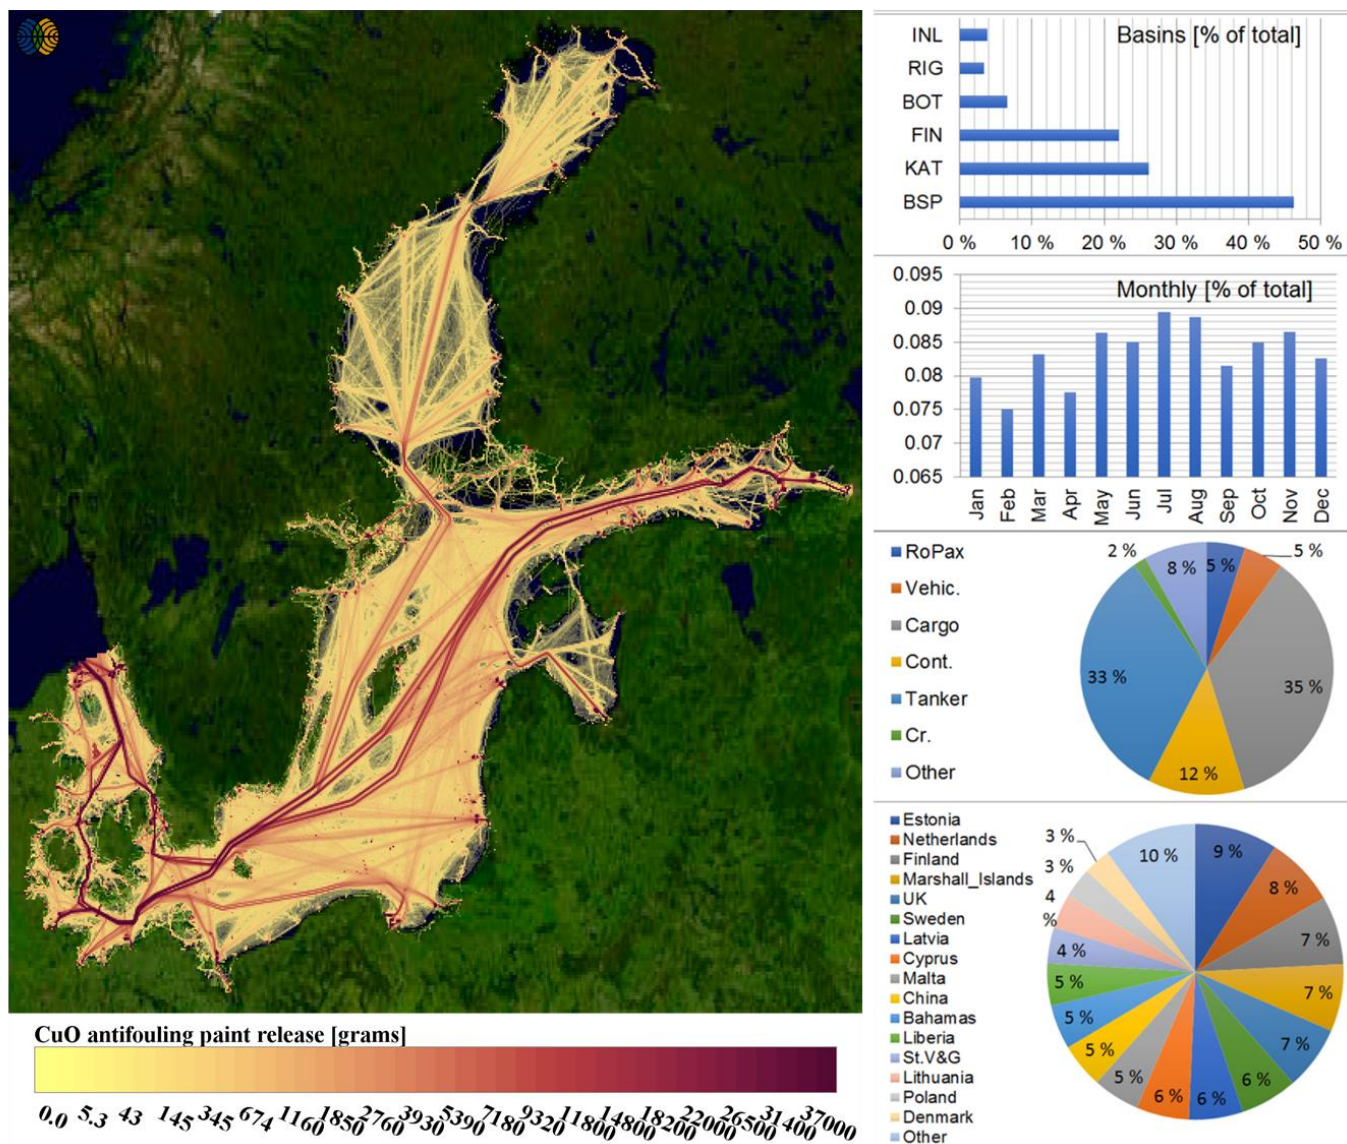 Basins [% of total]
INL
RIG
BOT
FIN
KAT
BSP
0 % 10 % 20 % 30 % 40 % 50 %
Monthly [% of total]
0.095
0.09
0.085
0.08
0.075
0.07
0.065
Jan Feb Mar Apr May Jun Jul Aug Sep Oct Nov Dec
RoPax
Vehic.
Cargo
Cont.
Tanker
Cr.
Other
2 %
8 %
5 %
5 %
33 %
35 %
12 %
Estonia
Netherlands
Finland
Marshall_Islands
UK
Sweden
Latvia
Cyprus
Malta
China
Bahamas
Liberia
St.V&G
Lithuania
Poland
Denmark
Other
9 %
8 %
7 %
7 %
7 %
6 %
6 %
6 %
5 %
5 %
5 %
5 %
4 %
4
%
3 %
3 %
10 %
CuO antifouling paint release [grams]
0.0 5.3 43 145 345 674 1160 1850 2760 3930 5390 7180 9320 11800 14800 18200 22000 26500 31400 37000